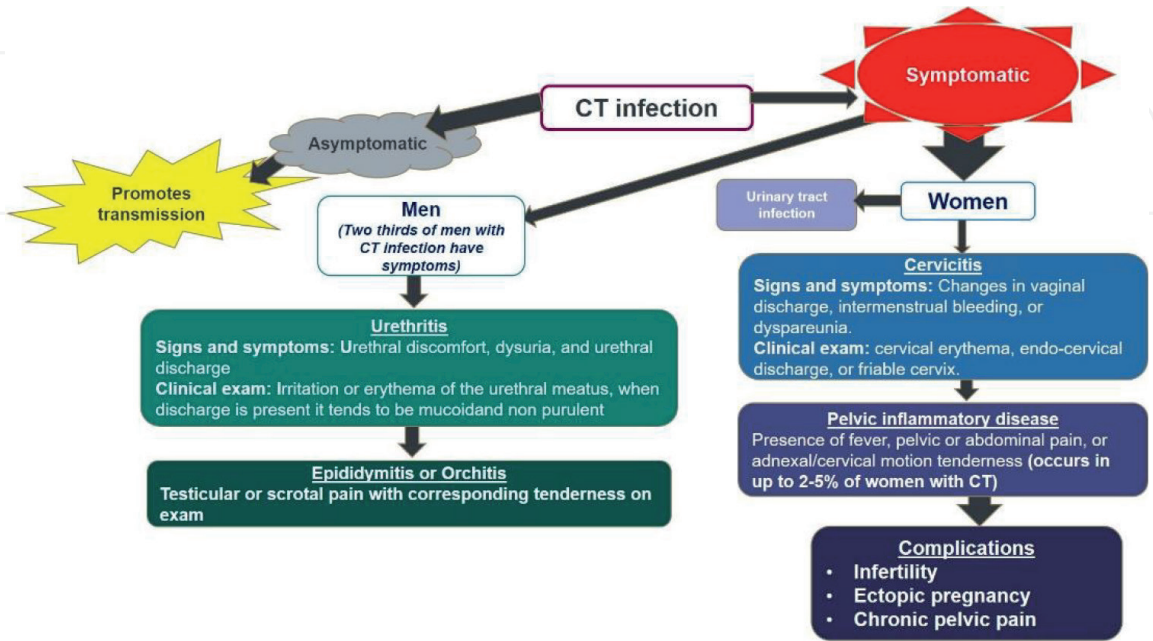 CT infection
Symptomatic
Asymptomatic
Promotes
transmission
Men
(Two thirds of men with
CT infection have
symptoms)
Urinary tract
infection
Women
Urethritis
Signs and symptoms: Urethral discomfort, dysuria, and urethral
discharge
Clinical exam: Irritation or erythema of the urethral meatus, when
discharge is present it tends to be mucoidand non purulent
Epididymitis or Orchitis
Testicular or scrotal pain with corresponding tenderness on
exam
Cervicitis
Signs and symptoms: Changes in vaginal
discharge, intermenstrual bleeding, or
dyspareunia.
Clinical exam: cervical erythema, endo-cervical
discharge, or friable cervix.
Pelvic inflammatory disease
Presence of fever, pelvic or abdominal pain, or
adnexal/cervical motion tenderness (occurs in
up to 2-5% of women with CT)
Complications
• Infertility
• Ectopic pregnancy
• Chronic pelvic pain